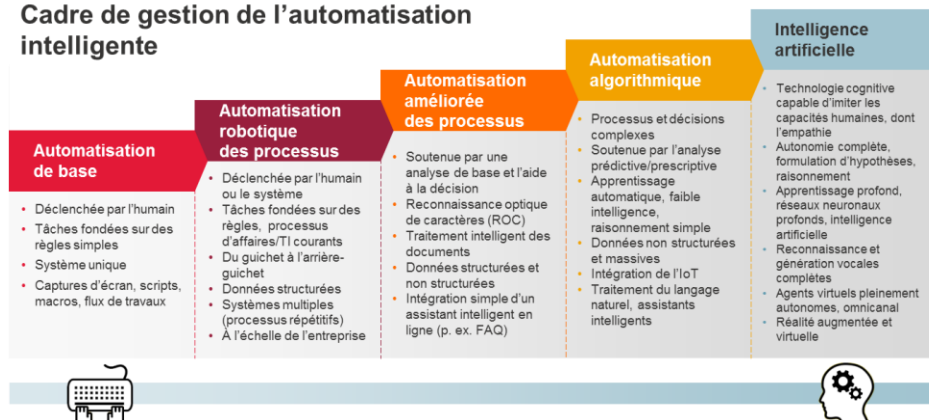 Cadre de gestion de l’automatisation
intelligente
Automatisation
de base
• Déclenchée par l’humain
• Tâches fondées sur des
règles simples
• Système unique
• Captures d’écran, scripts,
macros, flux de travaux
Automatisation
robotique
des processus
• Déclenchée par l’humain
ou le système
• Tâches fondées sur des
règles, processus
d’affaires/TI courants
• Du guichet à l’arrière-
guichet
• Données structurées
• Systèmes multiples
(processus répétitifs)
• À l’échelle de l’entreprise
Automatisation
améliorée
des processus
• Soutenue par une
analyse de base et l’aide
à la décision
• Reconnaissance optique
de caractères (ROC)
• Traitement intelligent des
documents
• Données structurées et
non structurées
• Intégration simple d’un
assistant intelligent en
ligne (p. ex. FAQ)
Automatisation
algorithmique
• Processus et décisions
complexes
• Soutenue par l’analyse
prédictive/prescriptive
• Apprentissage
automatique, faible
intelligence,
raisonnement simple
• Données non structurées
et massives
• Intégration de l’IoT
• Traitement du langage
naturel, assistants
intelligents
Intelligence
artificielle
• Technologie cognitive
capable d’imiter les
capacités humaines, dont
l’empathie
• Autonomie complète,
formulation d’hypothèses,
raisonnement
• Apprentissage profond,
réseaux neuronaux
profonds, intelligence
artificielle
• Reconnaissance et
génération vocales
complètes
• Agents virtuels pleinement
autonomes, omnicanal
• Réalité augmentée et
virtuelle